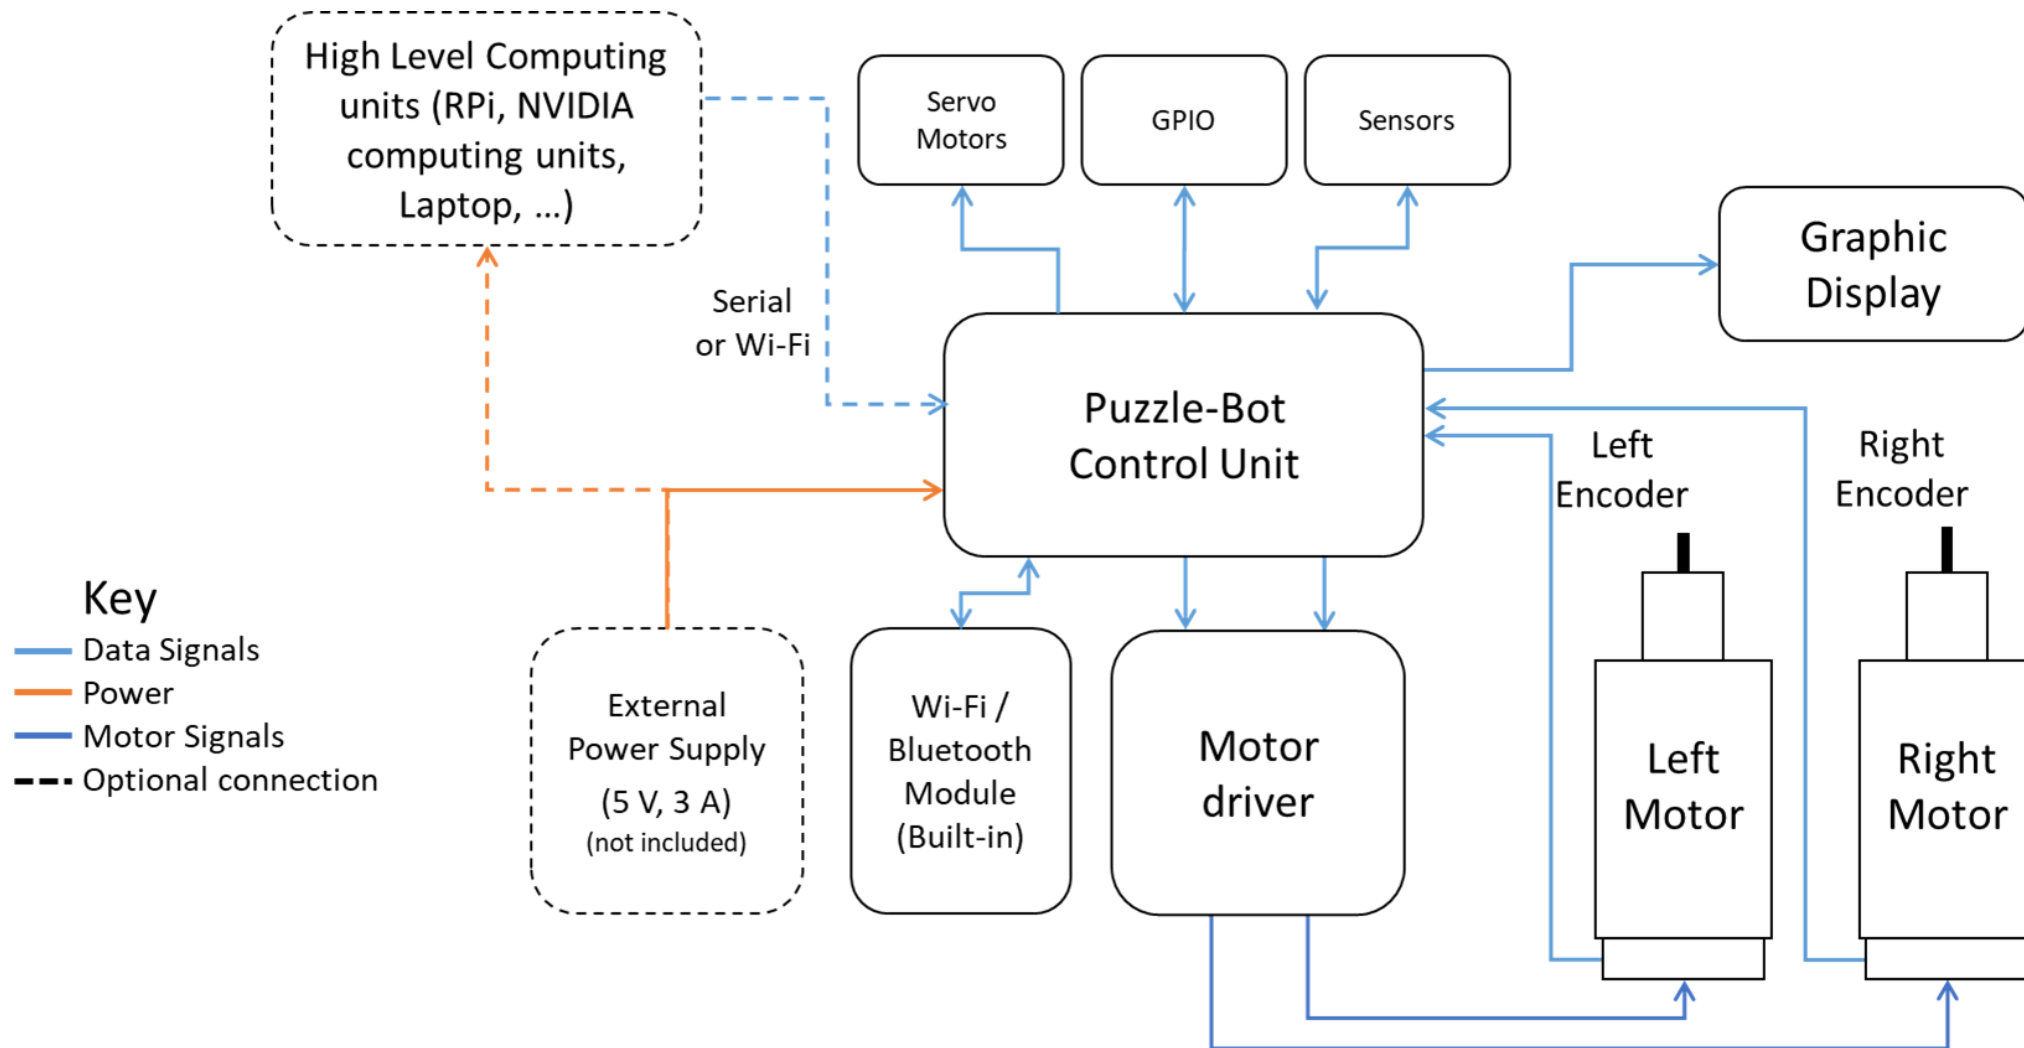 High Level Computing
units (RPi, NVIDIA
computing units,
Laptop, ...)
Servo
Motors
GPIO
Sensors
Graphic
Display
Serial
or Wi-Fi
Puzzle-Bot
Control Unit
Left
Encoder
Right
Encoder
Key
Data Signals
Power
Motor Signals
Optional connection
External
Power Supply
(5 V, 3 A)
(not included)
Wi-Fi /
Bluetooth
Module
(Built-in)
Motor
driver
Left
Motor
Right
Motor